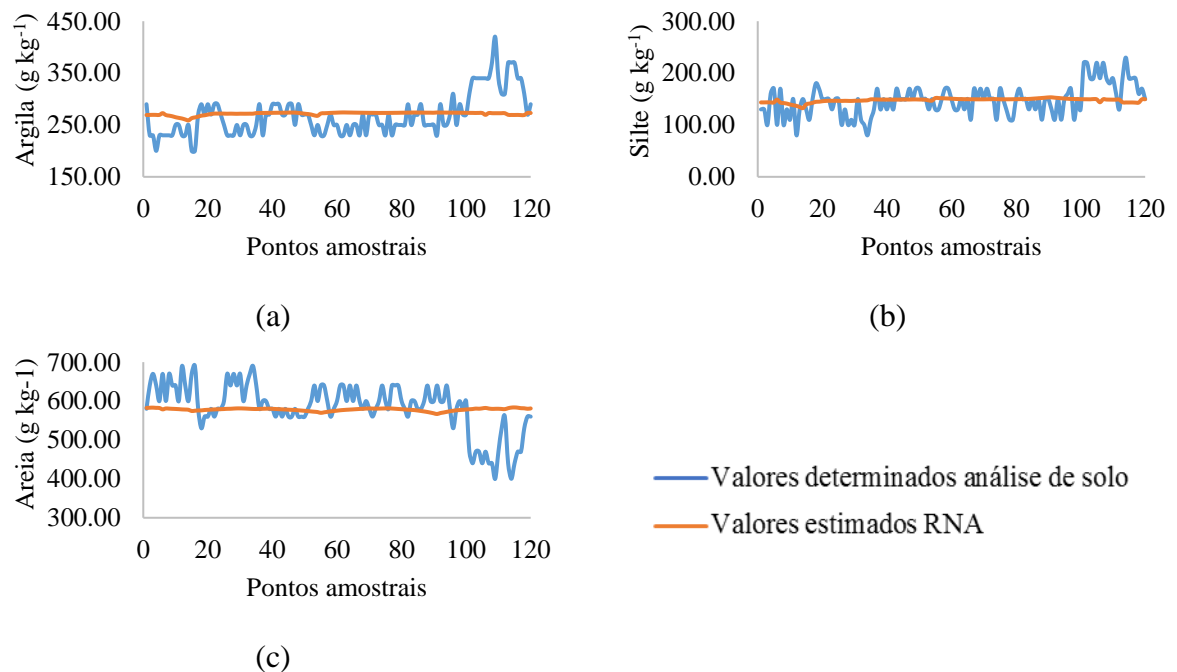 450.00
350.00
250.00
150.00
Argila (g kg-1)
0 20 40 60 80 100 120
Pontos amostrais
(a)
300.00
200.00
100.00
0.00
Silte (g kg-1)
0 20 40 60 80 100 120
Pontos amostrais
(b)
700.00
600.00
500.00
400.00
300.00
Areia (g kg-1)
0 20 40 60 80 100 120
Pontos amostrais
(c)
Valores determinados análise de solo
Valores estimados RNA